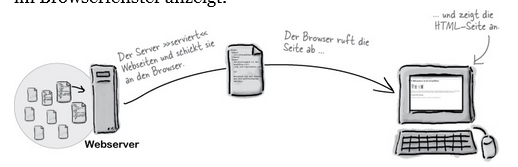 im Browserfenster anzeigt.
Der Server »serviert«
Webseiten und schickt sie
an den Browser.
Der Browser ruft die
Seite ab ...
... und zeigt die
HTML-Seite an.
Webserver